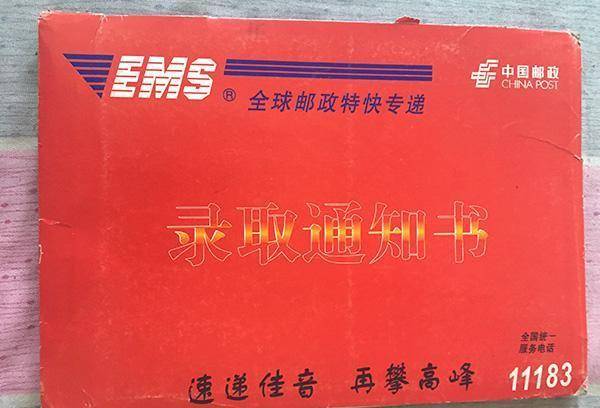 EMS®
全球邮政特快专递
中国邮政
CHINA POST
录取通知书
全国统一
服务电话
11183
速递佳音 再攀高峰